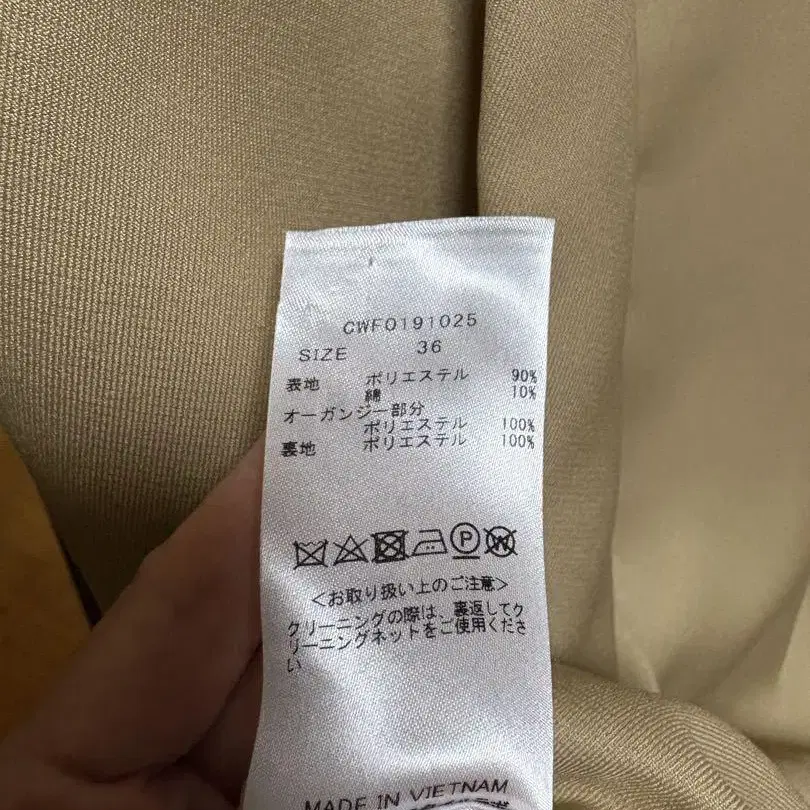 CWF0191025
SIZE 36
表地 ポリエステル 90%
綿 10%
オーガンジー部分
ポリエステル 100%
裏地 ポリエステル 100%
P W
<お取り扱い上のご注意>
クリーニングの際は、裏返してク
リーニングネットをご使用くださ
い
MADE IN VIETNAM